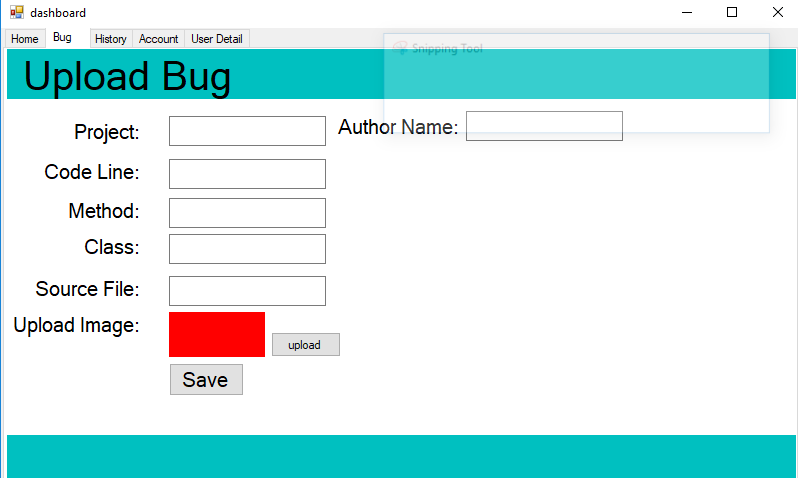 dashboard
Home Bug History Account User Detail
Snipping Tool
Upload Bug
Project: Author Name:
Code Line:
Method:
Class:
Source File:
Upload Image: upload
Save